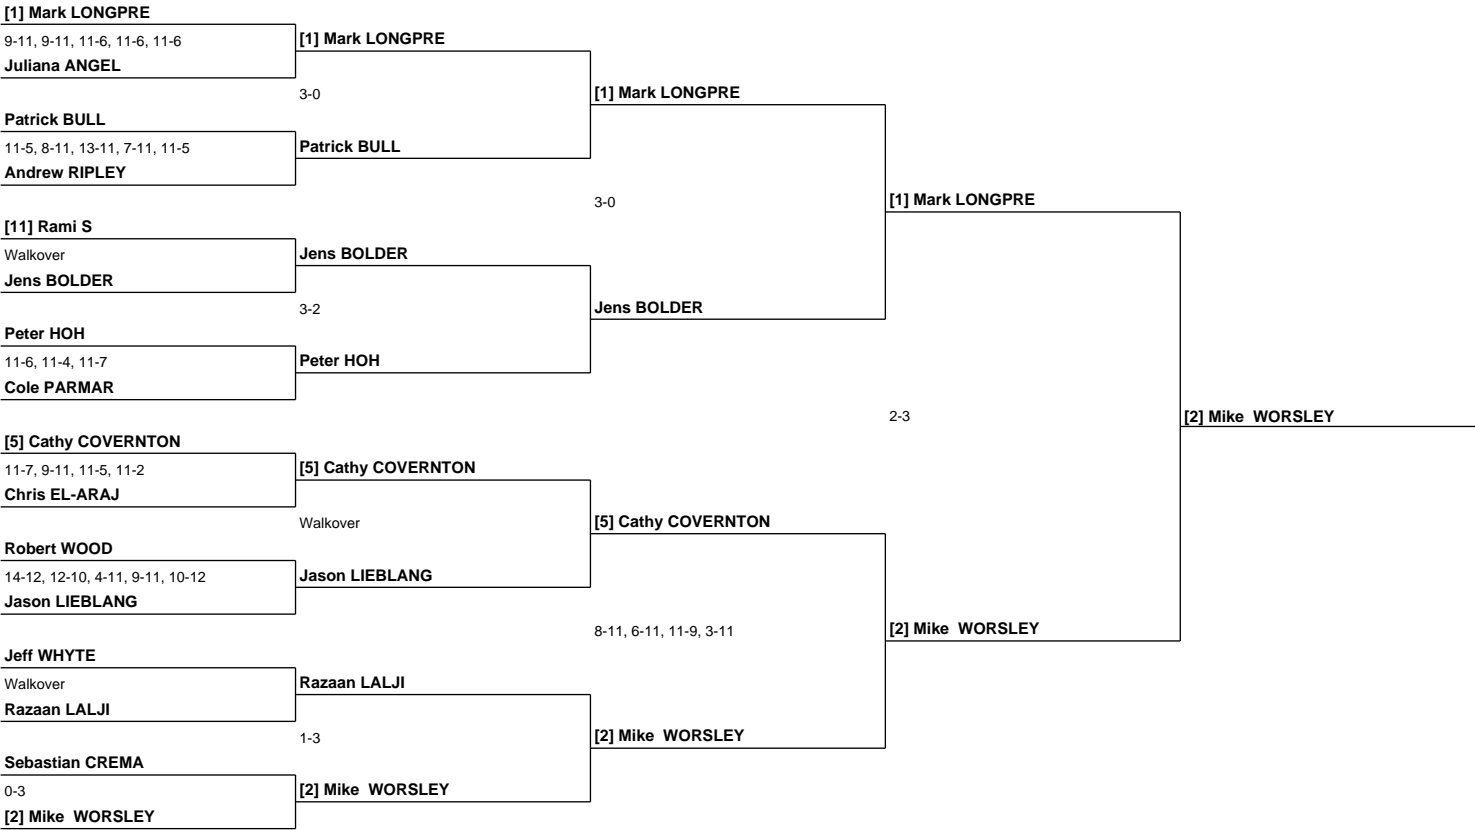 [1] Mark LONGPRE
9-11, 9-11, 11-6, 11-6, 11-6
Juliana ANGEL
[1] Mark LONGPRE
3-0
Patrick BULL
11-5, 8-11, 13-11, 7-11, 11-5
Andrew RIPLEY
Patrick BULL
[1] Mark LONGPRE
3-0
[11] Rami S
Walkover
Jens BOLDER
Jens BOLDER
3-2
Peter HOH
11-6, 11-4, 11-7
Cole PARMAR
Peter HOH
Jens BOLDER
[1] Mark LONGPRE
2-3
[2] Mike WORSLEY
[5] Cathy COVERNTON
11-7, 9-11, 11-5, 11-2
Chris EL-ARAJ
[5] Cathy COVERNTON
Walkover
Robert WOOD
14-12, 12-10, 4-11, 9-11, 10-12
Jason LIEBLANG
Jason LIEBLANG
[5] Cathy COVERNTON
8-11, 6-11, 11-9, 3-11
Jeff WHYTE
Walkover
Razaan LALJI
Razaan LALJI
1-3
Sebastian CREMA
0-3
[2] Mike WORSLEY
[2] Mike WORSLEY
[2] Mike WORSLEY
[2] Mike WORSLEY